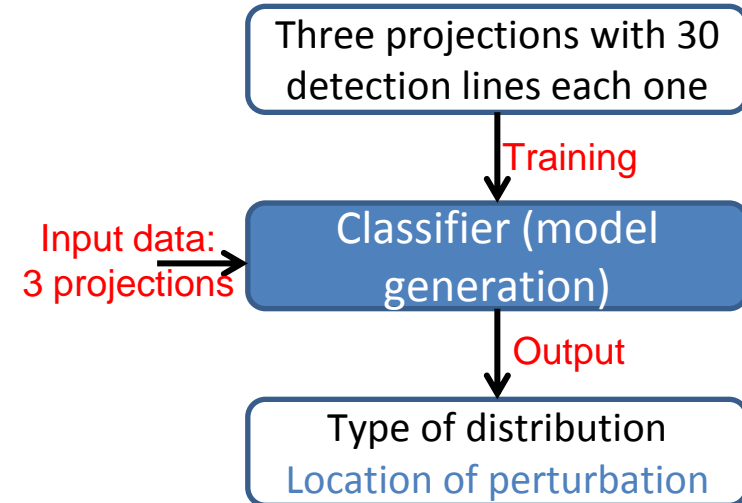 Three projections with 30
detection lines each one
Training
Input data:
3 projections
Classifier (model
generation)
Output
Type of distribution
Location of perturbation